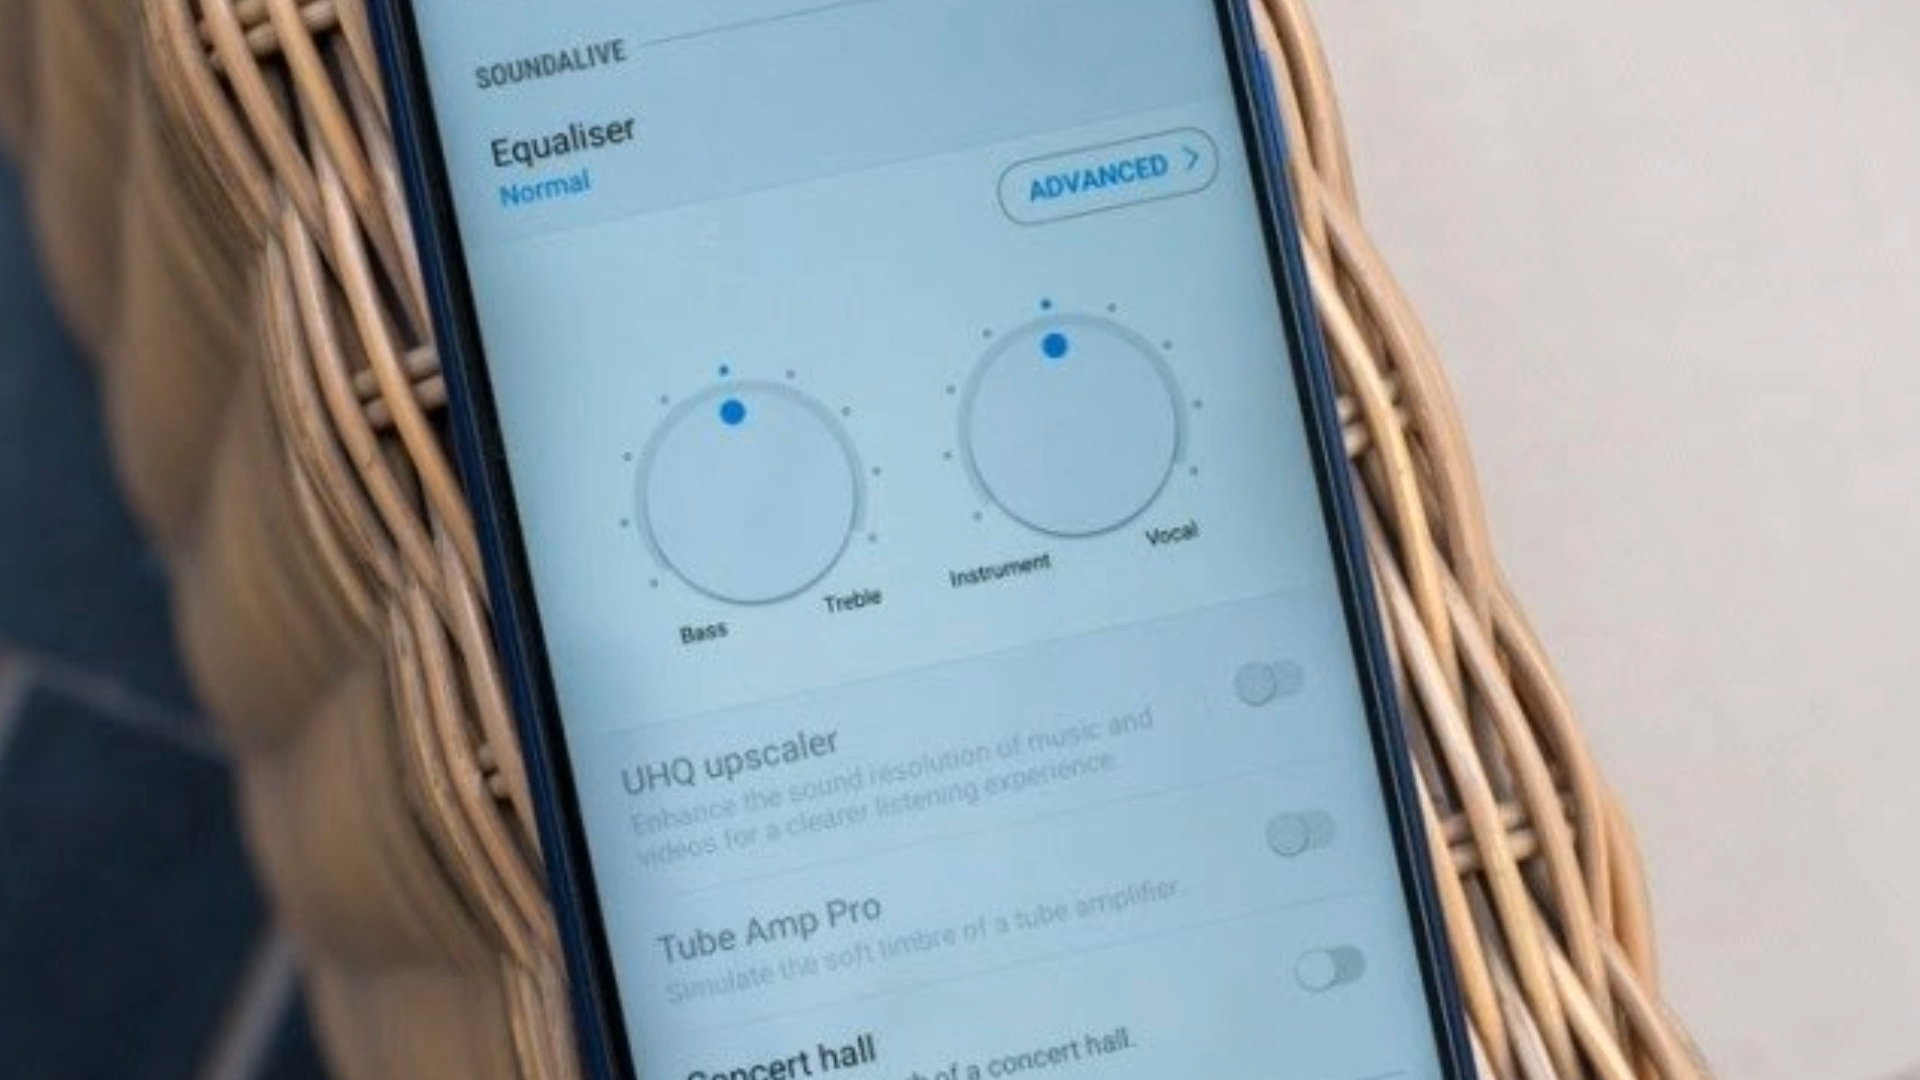 SOUNDALIVE
Equaliser
Normal
ADVANCED
Bass
Treble
Instrument
Vocal
UHQ upscaler
Enhance the sound resolution of music and
videos for a clearer listening experience.
Tube Amp Pro
Simulate the soft timbre of a tube amplifier.
Concert hall
of a concert hall.